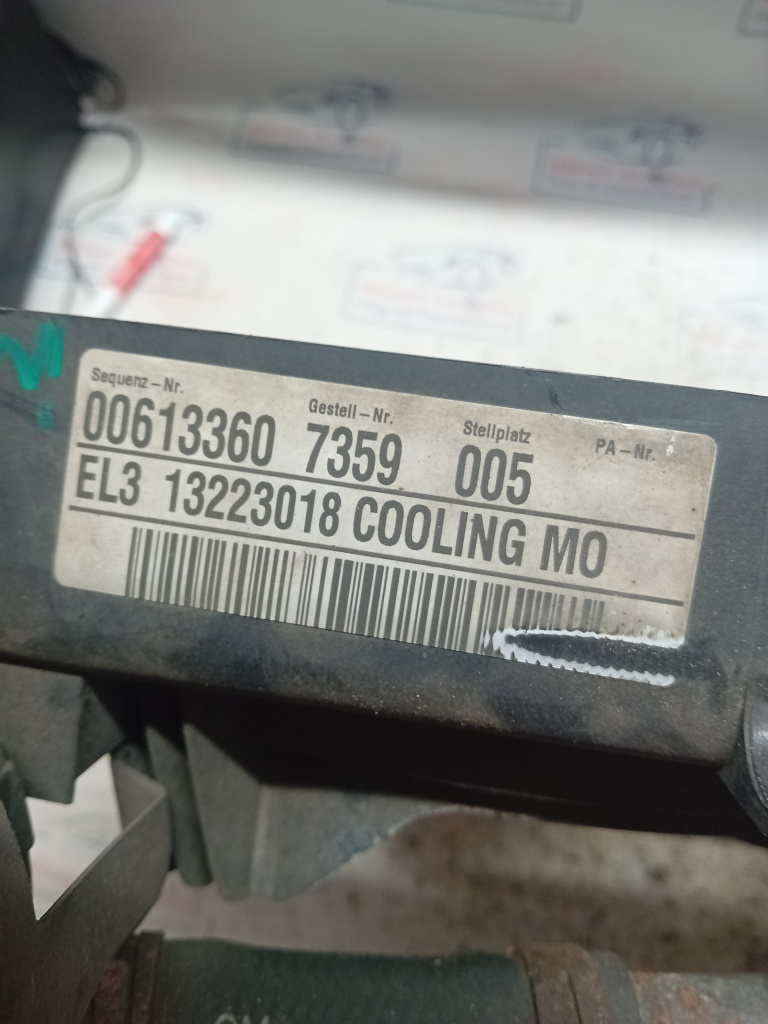 Sequenz–Nr. Gestell–Nr. Stellplatz PA–Nr.
00613360 7359 005
EL3 13223018 COOLING MO